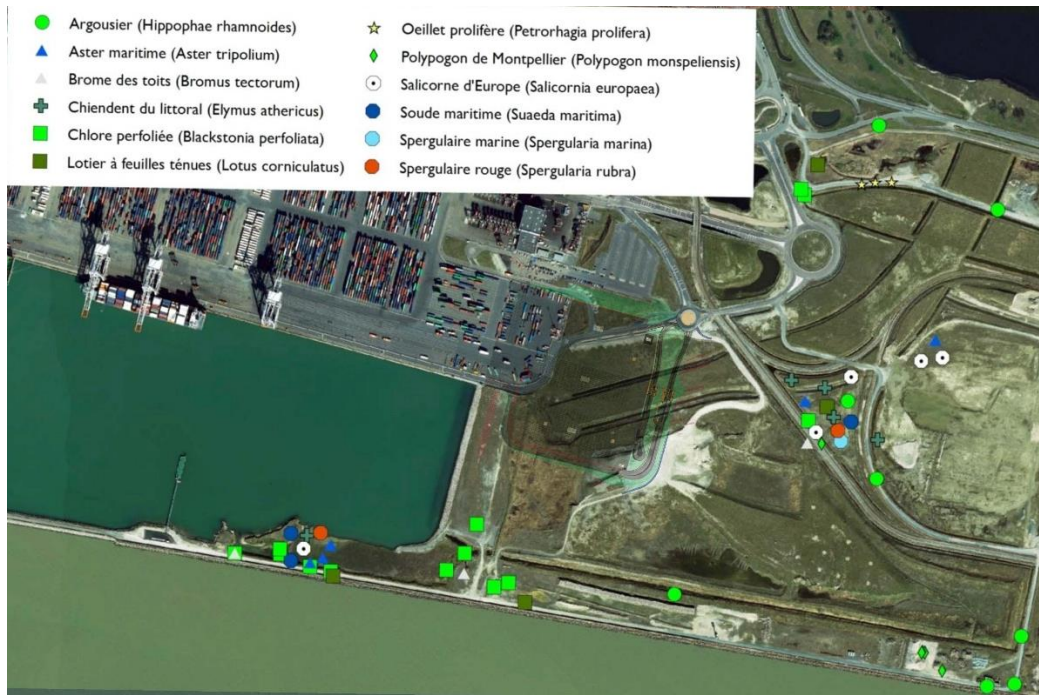 Argousier (Hippophae rhamnoides)
Aster maritime (Aster tripolium)
Brome des toits (Bromus tectorum)
Chiendent du littoral (Elymus athericus)
Chlore perfoliée (Blackstonia perfoliata)
Lotier à feuilles ténues (Lotus corniculatus)
Oeillet prolifère (Petrorhagia prolifera)
Polypogon de Montpellier (Polypogon monspeliensis)
Salicorne d'Europe (Salicornia europaea)
Soude maritime (Suaeda maritima)
Spergulaire marine (Spergularia marina)
Spergulaire rouge (Spergularia rubra)